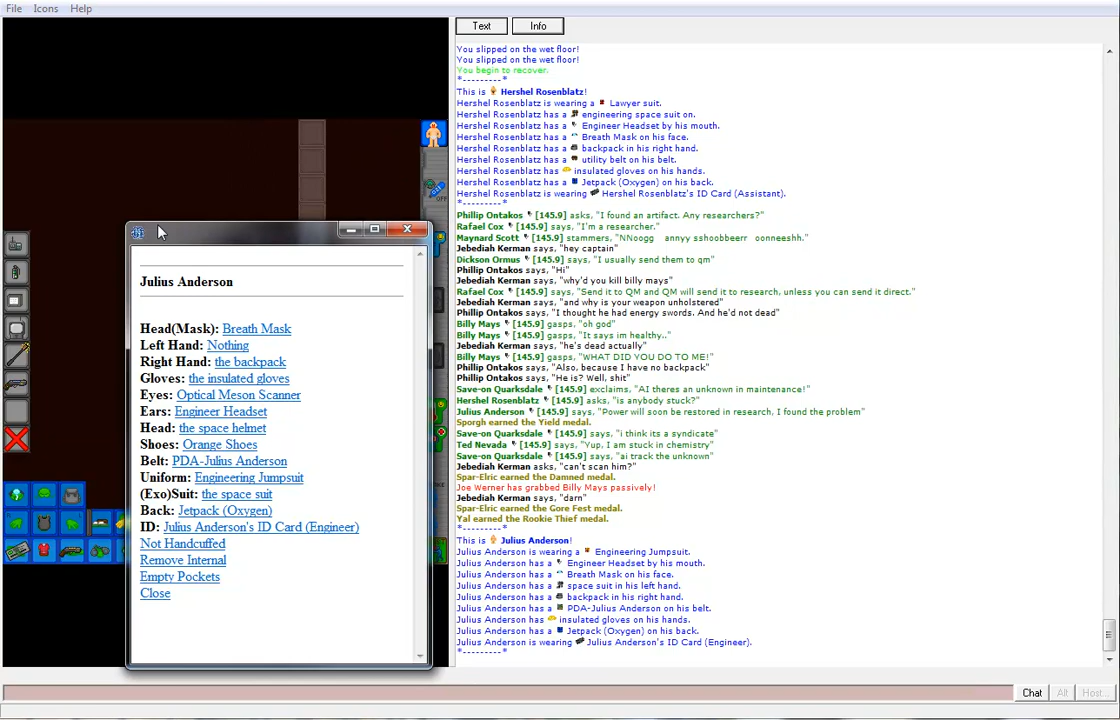 File Icons Help
Text Info
You slipped on the wet floor!
You slipped on the wet floor!
You begin to recover.
*---------*
This is Hershel Rosenblatz!
Hershel Rosenblatz is wearing a Lawyer suit.
Hershel Rosenblatz has a engineering space suit on.
Hershel Rosenblatz has a Engineer Headset by his mouth.
Hershel Rosenblatz has a Breath Mask on his face.
Hershel Rosenblatz has a backpack in his right hand.
Hershel Rosenblatz has a utility belt on his belt.
Hershel Rosenblatz has insulated gloves on his hands.
Hershel Rosenblatz has a Jetpack (Oxygen) on his back.
Hershel Rosenblatz is wearing Hershel Rosenblatz's ID Card (Assistant).
*---------*
Phillip Ontakos [145.9] asks, "I found an artifact. Any researchers?"
Rafael Cox [145.9] says, "I'm a researcher."
Maynard Scott [145.9] stammers, "NNoogg annyy sshoobbeerr oonneeshh."
Jebediah Kerman says, "hey captain"
Dickson Ormus [145.9] says, "I usually send them to qm"
Phillip Ontakos says, "Hi"
Jebediah Kerman says, "why'd you kill billy mays"
Rafael Cox [145.9] says, "Send it to QM and QM will send it to research, unless you can send it direct."
Jebediah Kerman says, "and why is your weapon unholstered"
Phillip Ontakos says, "I thought he had energy swords. And he'd not dead"
Billy Mays [145.9] gasps, "oh god"
Billy Mays [145.9] gasps, "It says im healthy.."
Jebediah Kerman says, "he's dead actually"
Billy Mays [145.9] gasps, "WHAT DID YOU DO TO ME!"
Phillip Ontakos says, "Also, because I have no backpack"
Phillip Ontakos says, "He is? Well, shit"
Save-on Quarksdale [145.9] exclaims, "AI theres an unknown in maintenance!"
Hershel Rosenblatz [145.9] asks, "is anybody stuck?"
Julius Anderson [145.9] says, "Power will soon be restored in research, I found the problem"
Sporgh earned the Yield medal.
Save-on Quarksdale [145.9] says, "i think its a syndicate"
Ted Nevada [145.9] says, "Yup, I am stuck in chemistry"
Save-on Quarksdale [145.9] says, "ai track the unknown"
Jebediah Kerman asks, "can't scan him?"
Spar-Elric earned the Damned medal.
Joe Werner has grabbed Billy Mays passively!
Jebediah Kerman says, "darn"
Spar-Elric earned the Gore Fest medal.
Yal earned the Rookie Thief medal.
*---------*
This is Julius Anderson!
Julius Anderson is wearing a Engineering Jumpsuit.
Julius Anderson has a Engineer Headset by his mouth.
Julius Anderson has a Breath Mask on his face.
Julius Anderson has a space suit in his left hand.
Julius Anderson has a backpack in his right hand.
Julius Anderson has a PDA-Julius Anderson on his belt.
Julius Anderson has insulated gloves on his hands.
Julius Anderson has a Jetpack (Oxygen) on his back.
Julius Anderson is wearing Julius Anderson's ID Card (Engineer).
*---------*
OFF
Julius Anderson
Head(Mask): Breath Mask
Left Hand: Nothing
Right Hand: the backpack
Gloves: the insulated gloves
Eyes: Optical Meson Scanner
Ears: Engineer Headset
Head: the space helmet
Shoes: Orange Shoes
Belt: PDA-Julius Anderson
Uniform: Engineering Jumpsuit
(Exo)Suit: the space suit
Back: Jetpack (Oxygen)
ID: Julius Anderson's ID Card (Engineer)
Not Handcuffed
Remove Internal
Empty Pockets
Close
Chat Alt Host...